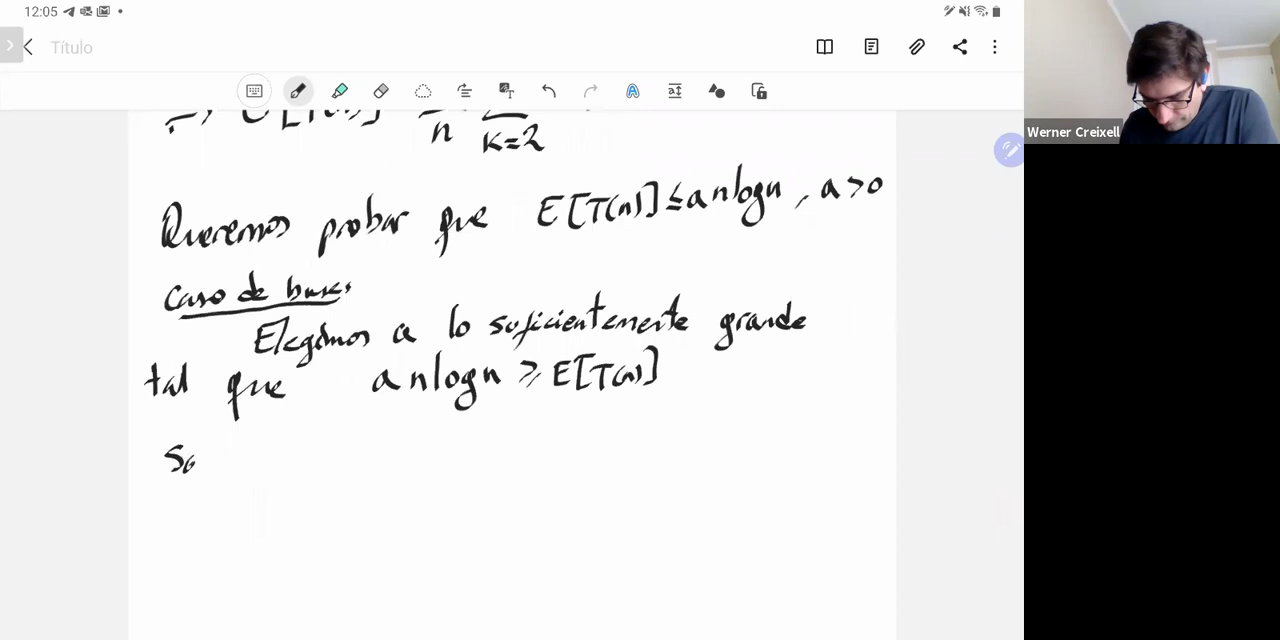 12:05
Título
Werner Creixell
E[T(n)]
n
K=2
Queremos probar que E[T(n)] ≤ a n log n , a > 0
Caso de base,
Elegimos a lo suficientemente grande
tal que a n log n ≥ E[T(n)]